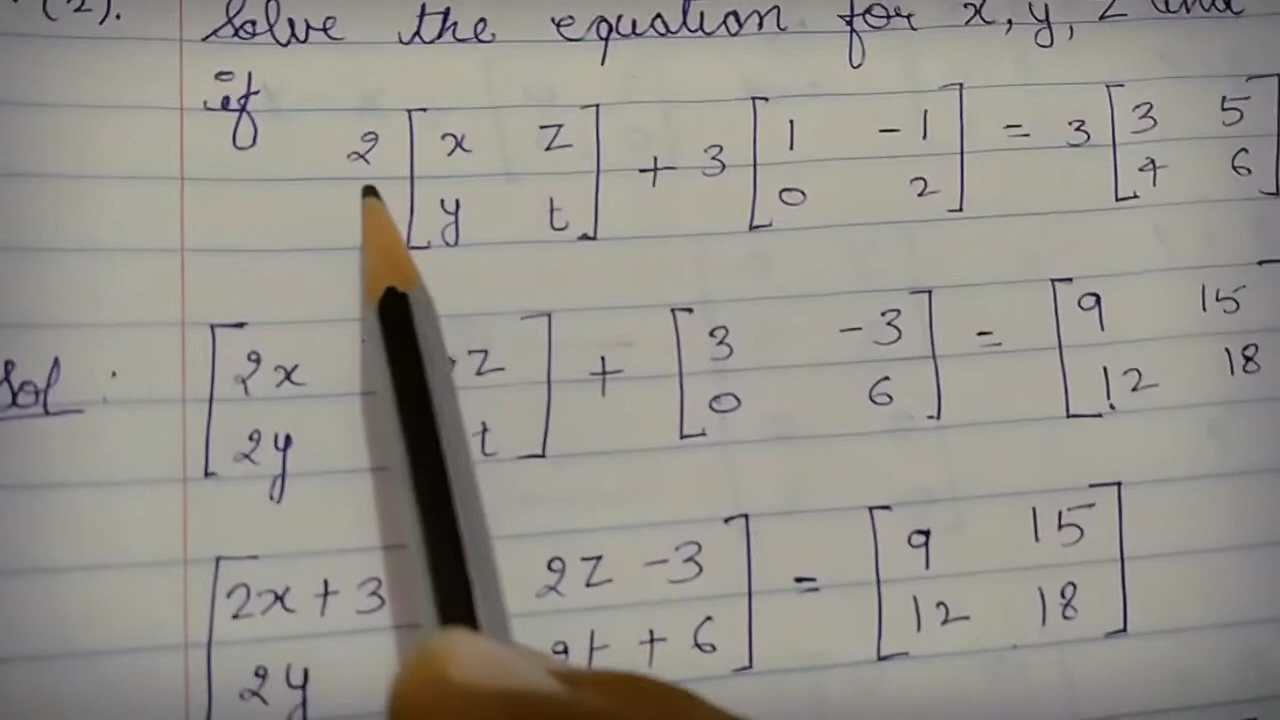 (2). Solve the equation for x, y, z and
if
2 [ x z ] + 3 [ 1 -1 ] = 3 [ 3 5 ]
[ y t ] [ 0 2 ] [ 4 6 ]
Sol : [ 2x z ] + [ 3 -3 ] = [ 9 15
[ 2y t ] [ 0 6 ] [ 12 18
[ 2x + 3 2z - 3 ] = [ 9 15 ]
[ 2y 2t + 6 ] [ 12 18 ]